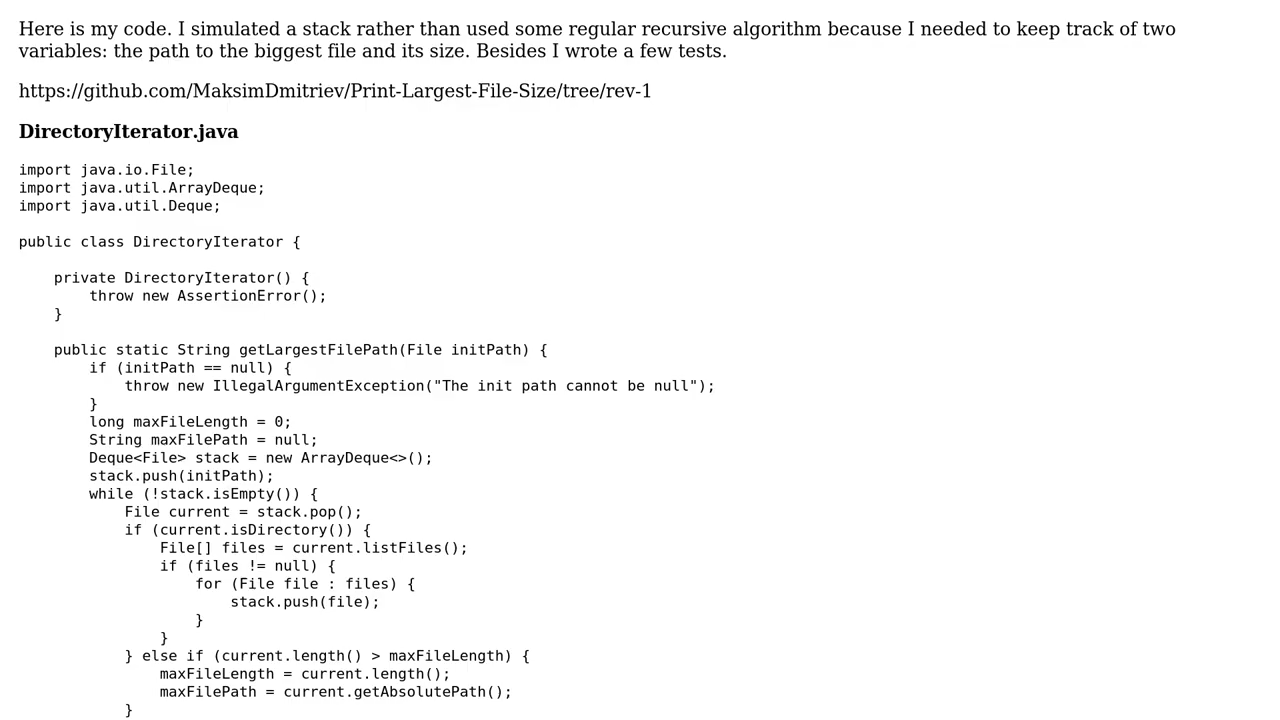 Here is my code. I simulated a stack rather than used some regular recursive algorithm because I needed to keep track of two
variables: the path to the biggest file and its size. Besides I wrote a few tests.
https://github.com/MaksimDmitriev/Print-Largest-File-Size/tree/rev-1
DirectoryIterator.java
import java.io.File;
import java.util.ArrayDeque;
import java.util.Deque;
public class DirectoryIterator {
    private DirectoryIterator() {
        throw new AssertionError();
    }
    public static String getLargestFilePath(File initPath) {
        if (initPath == null) {
            throw new IllegalArgumentException("The init path cannot be null");
        }
        long maxFileLength = 0;
        String maxFilePath = null;
        Deque<File> stack = new ArrayDeque<>();
        stack.push(initPath);
        while (!stack.isEmpty()) {
            File current = stack.pop();
            if (current.isDirectory()) {
                File[] files = current.listFiles();
                if (files != null) {
                    for (File file : files) {
                        stack.push(file);
                    }
                }
            } else if (current.length() > maxFileLength) {
                maxFileLength = current.length();
                maxFilePath = current.getAbsolutePath();
            }